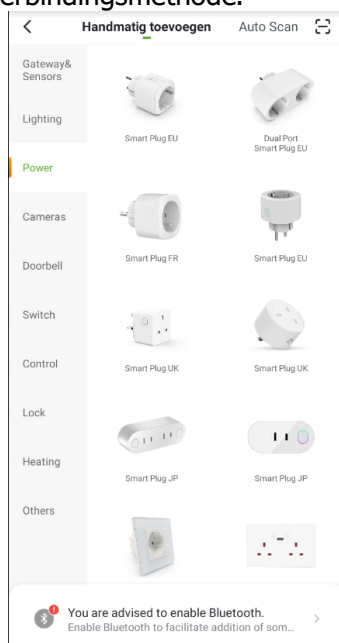 erbindingsmethode.
Handmatig toevoegen Auto Scan
Gateway&
Sensors
Lighting
Power
Cameras
Doorbell
Switch
Control
Lock
Heating
Others
Smart Plug EU
Dual Port
Smart Plug EU
Smart Plug FR
Smart Plug EU
Smart Plug UK
Smart Plug UK
Smart Plug JP
Smart Plug JP
You are advised to enable Bluetooth.
Enable Bluetooth to facilitate addition of som...